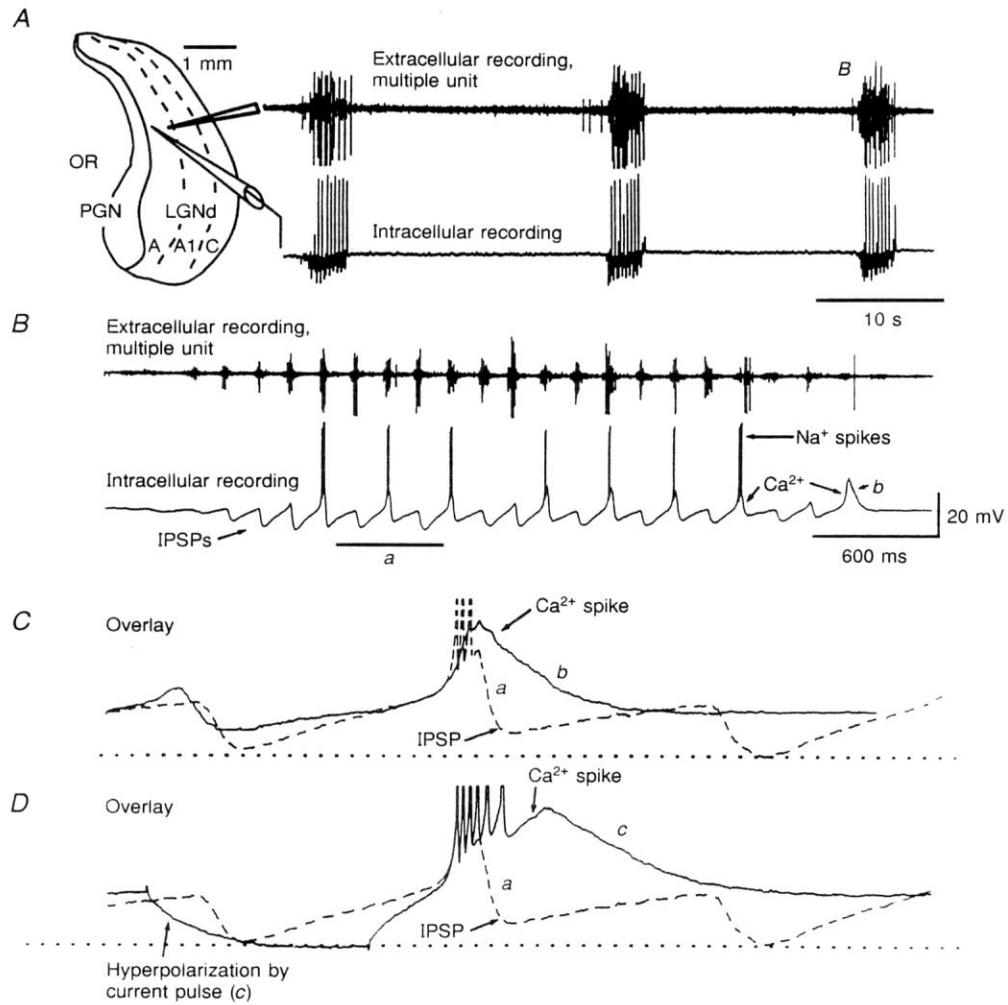 A
1 mm
Extracellular recording,
multiple unit
B
OR
PGN
LGNd
A A1 C
Intracellular recording
10 s
B
Extracellular recording,
multiple unit
Na+ spikes
Intracellular recording
Ca2+
b
IPSPs
20 mV
a
600 ms
C
Overlay
Ca2+ spike
b
a
IPSP
D
Overlay
Ca2+ spike
c
a
IPSP
Hyperpolarization by
current pulse (c)